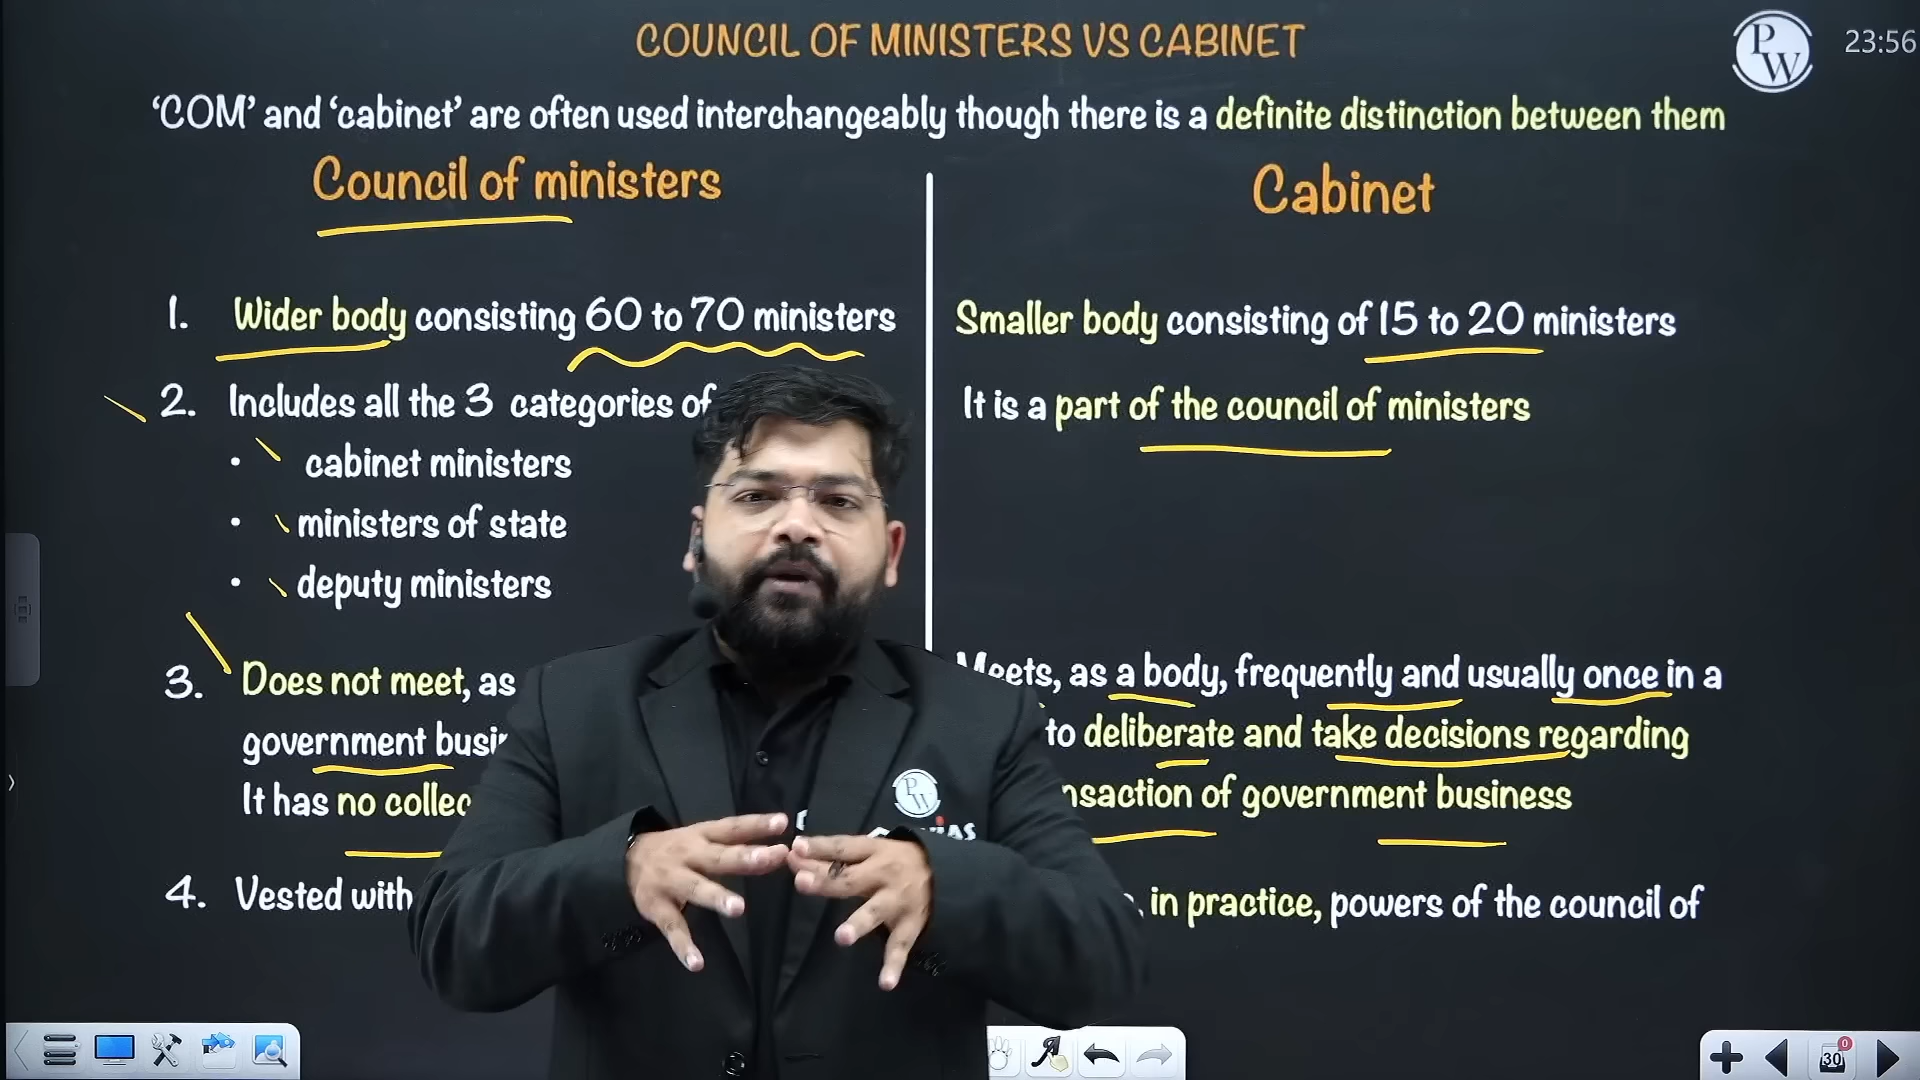 COUNCIL OF MINISTERS VS CABINET
PW
23:56
‘COM’ and ‘cabinet’ are often used interchangeably though there is a definite distinction between them
Council of ministers
1. Wider body consisting 60 to 70 ministers
2. Includes all the 3 categories of
• cabinet ministers
• ministers of state
• deputy ministers
3. Does not meet, as
government
It has no
4. Vested with
Cabinet
Smaller body consisting of 15 to 20 ministers
It is a part of the council of ministers
Meets, as a body, frequently and usually once in a
to deliberate and take decisions regarding
of government business
in practice, powers of the council of
PW
30
0